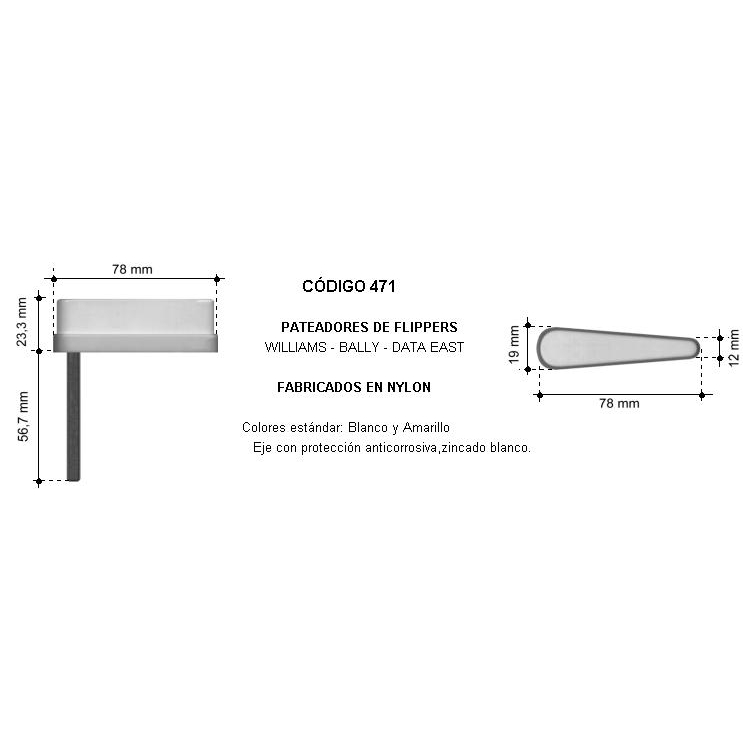 78 mm
23,3 mm
56,7 mm
CÓDIGO 471
PATEADORES DE FLIPPERS
WILLIAMS - BALLY - DATA EAST
FABRICADOS EN NYLON
Colores estándar: Blanco y Amarillo
Eje con protección anticorrosiva,zincado blanco.
19 mm
12 mm
78 mm